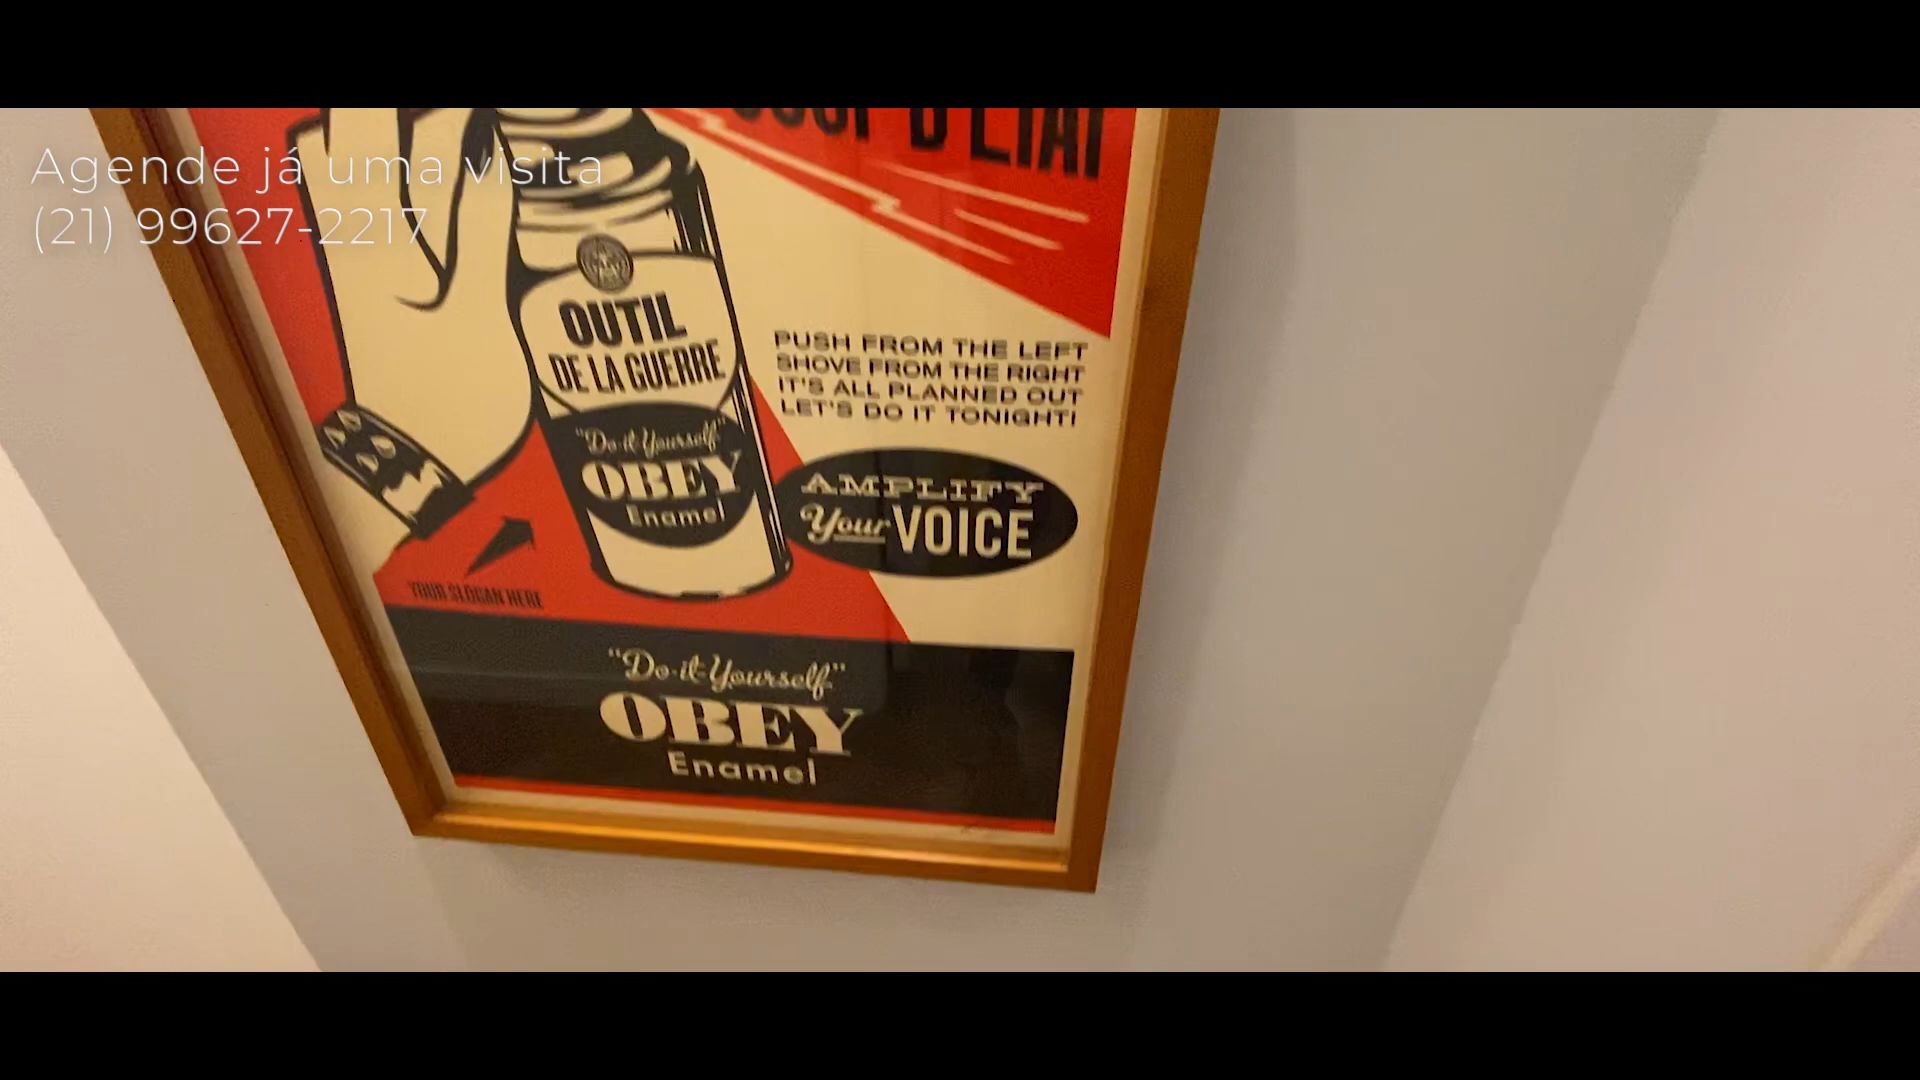 Agende já uma visita
(21) 99627-2217
D'ETAT
OUTIL
DE LA GUERRE
PUSH FROM THE LEFT
SHOVE FROM THE RIGHT
IT'S ALL PLANNED OUT
LET'S DO IT TONIGHT!
"Do-it-Yourself"
OBEY
Enamel
AMPLIFY
Your VOICE
YOUR SLOGAN HERE
"Do-it-Yourself"
OBEY
Enamel